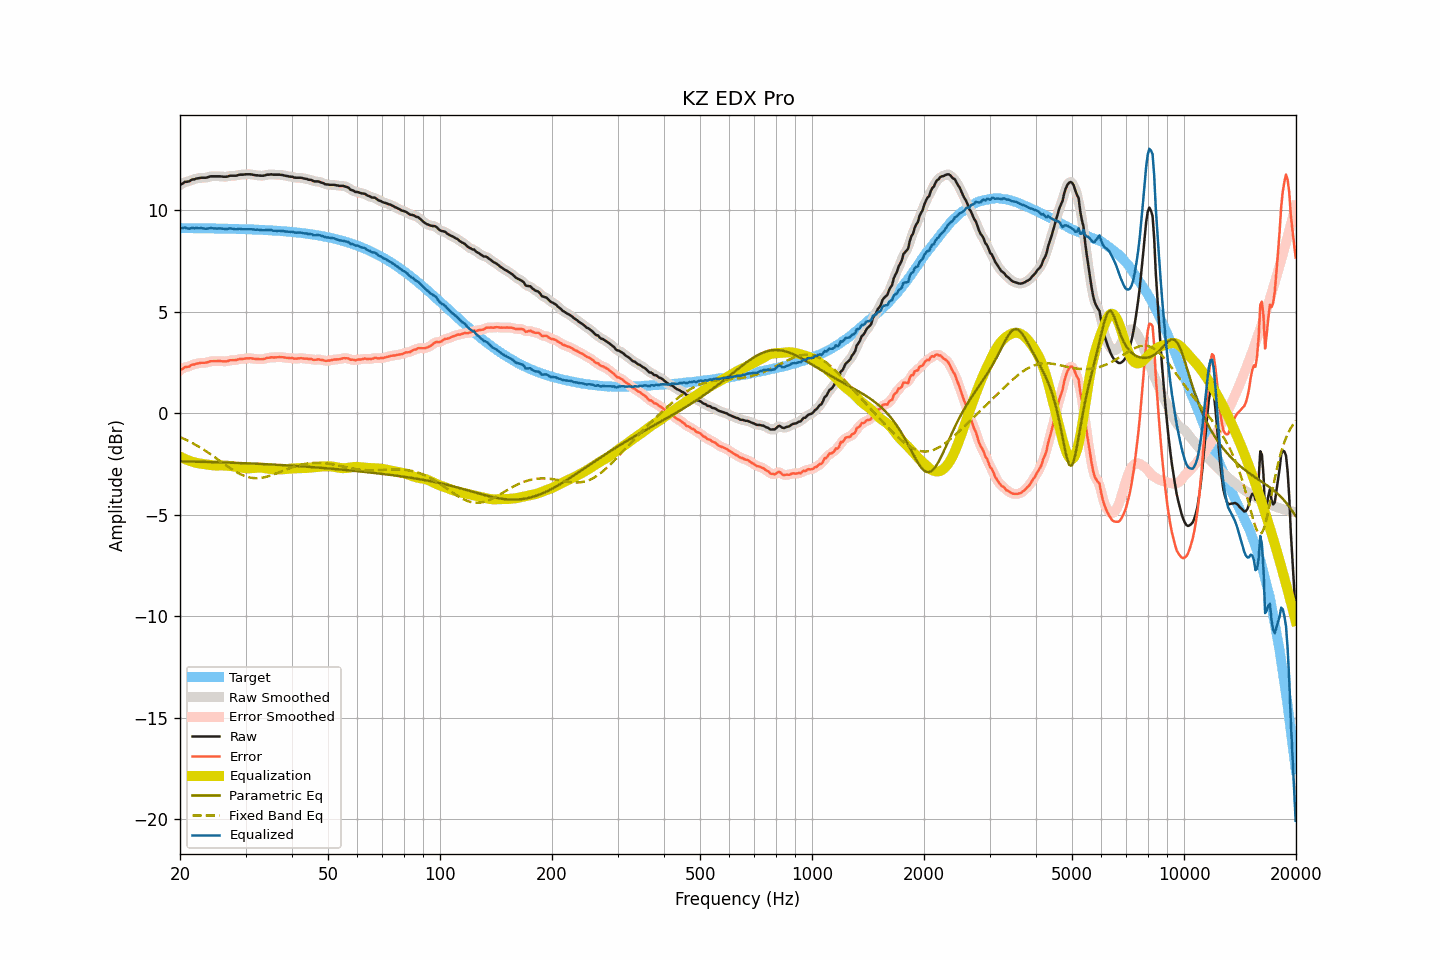 KZ EDX Pro
Amplitude (dBr)
10
5
0
−5
−10
−15
−20
Target
Raw Smoothed
Error Smoothed
Raw
Error
Equalization
Parametric Eq
Fixed Band Eq
Equalized
20 50 100 200 500 1000 2000 5000 10000 20000
Frequency (Hz)